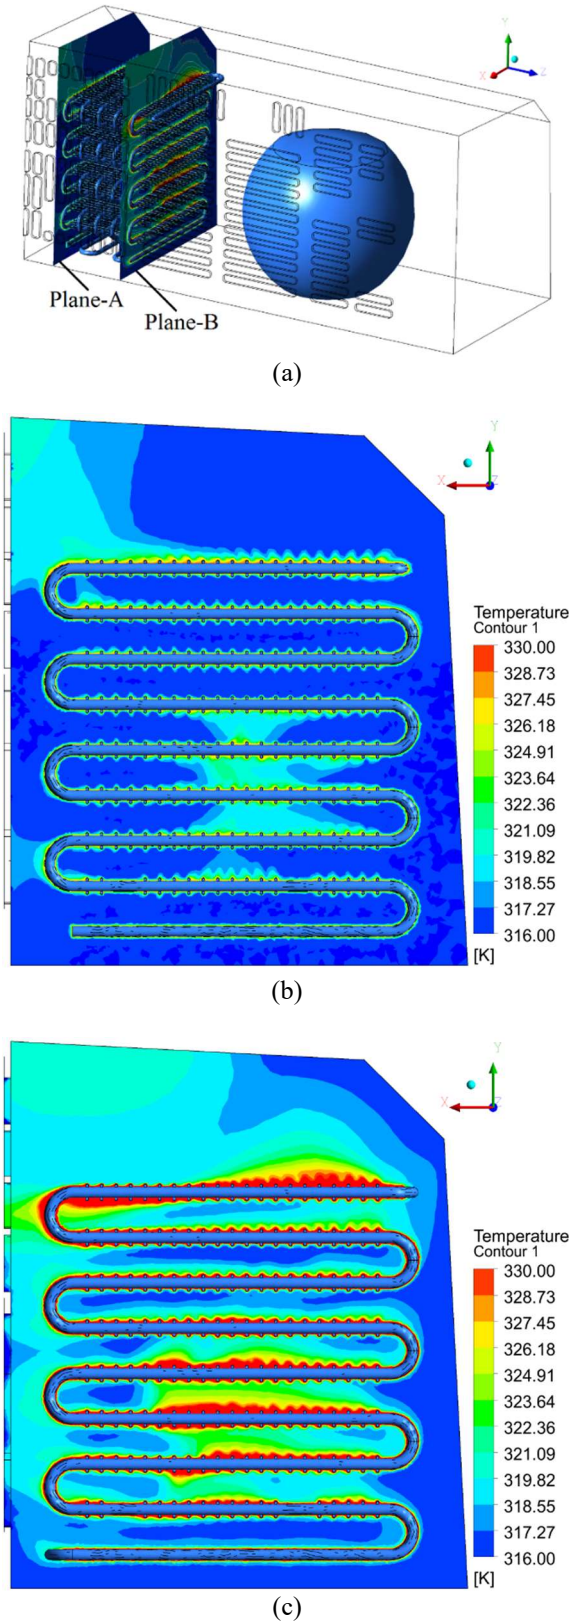 Y
X
Z
Plane-A
Plane-B
(a)
Y
X
Z
Temperature
Contour 1
330.00
328.73
327.45
326.18
324.91
323.64
322.36
321.09
319.82
318.55
317.27
316.00
[K]
(b)
Y
X
Z
Temperature
Contour 1
330.00
328.73
327.45
326.18
324.91
323.64
322.36
321.09
319.82
318.55
317.27
316.00
[K]
(c)